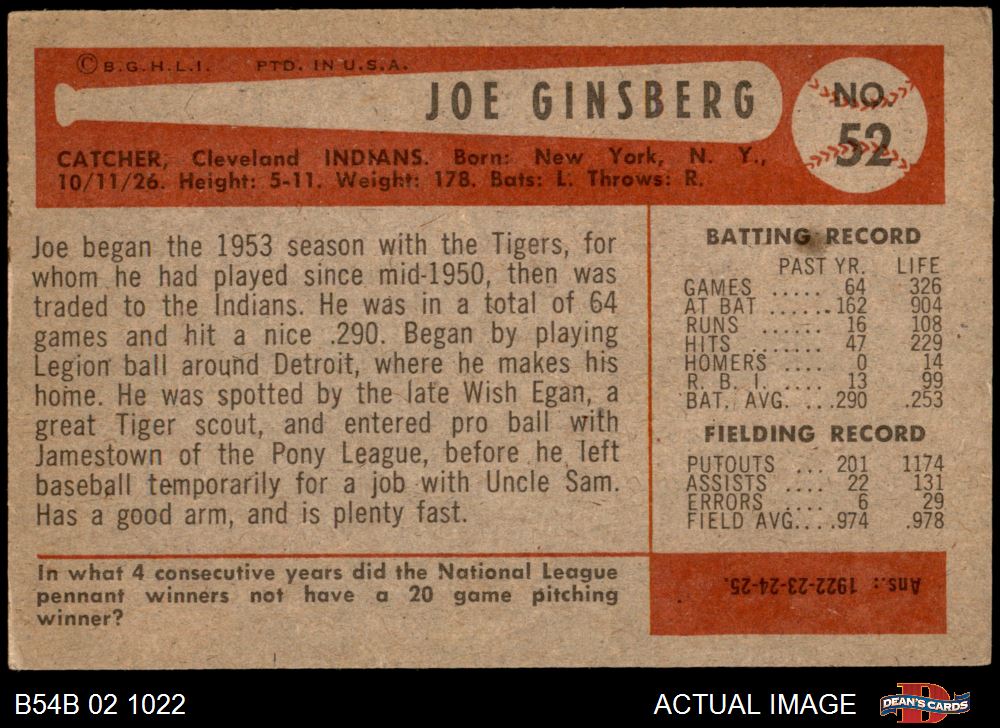 © B.G.H.L.I. PTD. IN U.S.A.
JOE GINSBERG
NO.
52
CATCHER, Cleveland INDIANS. Born: New York, N. Y.,
10/11/26. Height: 5-11. Weight: 178. Bats: L. Throws: R.
Joe began the 1953 season with the Tigers, for
whom he had played since mid-1950, then was
traded to the Indians. He was in a total of 64
games and hit a nice .290. Began by playing
Legion ball around Detroit, where he makes his
home. He was spotted by the late Wish Egan, a
great Tiger scout, and entered pro ball with
Jamestown of the Pony League, before he left
baseball temporarily for a job with Uncle Sam.
Has a good arm, and is plenty fast.
BATTING RECORD
PAST YR. LIFE
GAMES ..... 64 326
AT BAT ...... 162 904
RUNS ...... 16 108
HITS ....... 47 229
HOMERS .... 0 14
R. B. I. .... 13 99
BAT. AVG. ... .290 .253
FIELDING RECORD
PUTOUTS ... 201 1174
ASSISTS .... 22 131
ERRORS .... 6 29
FIELD AVG.... .974 .978
In what 4 consecutive years did the National League
pennant winners not have a 20 game pitching
winner?
Ans.: 1922-23-24-25.
B54B 02 1022
ACTUAL IMAGE
DEAN'S CARDS